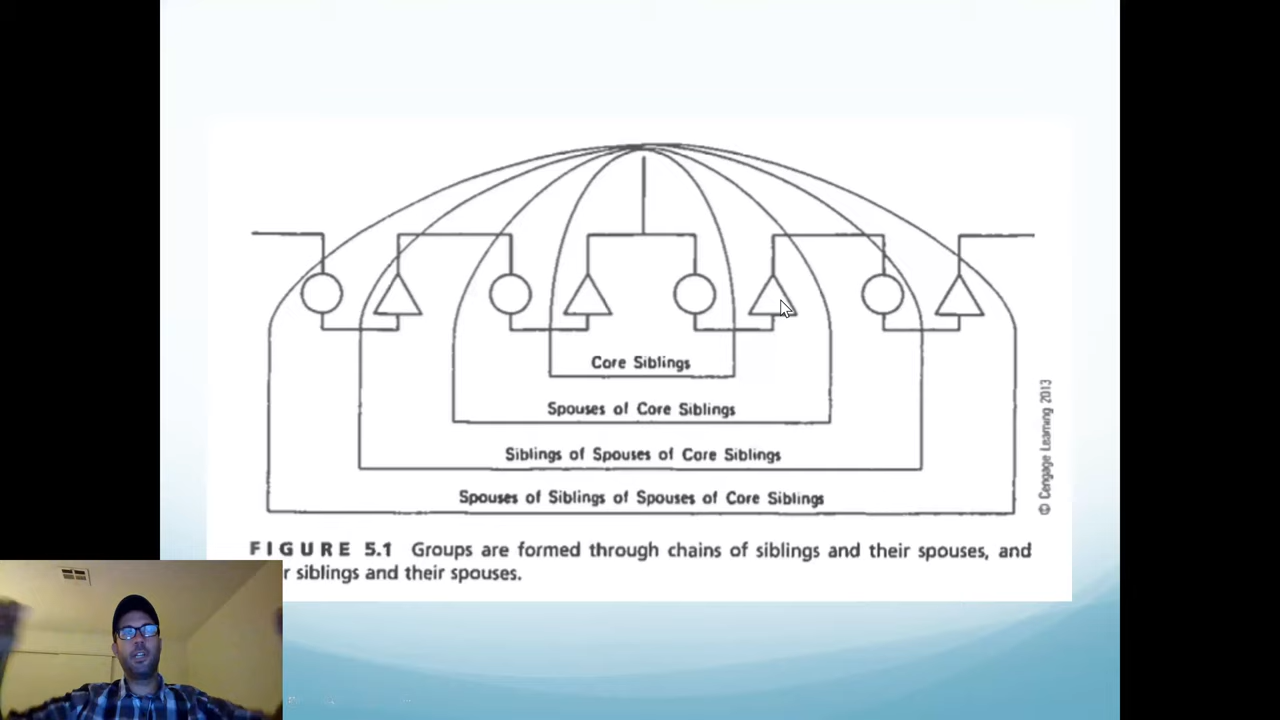 Core Siblings
Spouses of Core Siblings
Siblings of Spouses of Core Siblings
Spouses of Siblings of Spouses of Core Siblings
© Cengage Learning 2013
FIGURE 5.1 Groups are formed through chains of siblings and their spouses, and
siblings and their spouses.